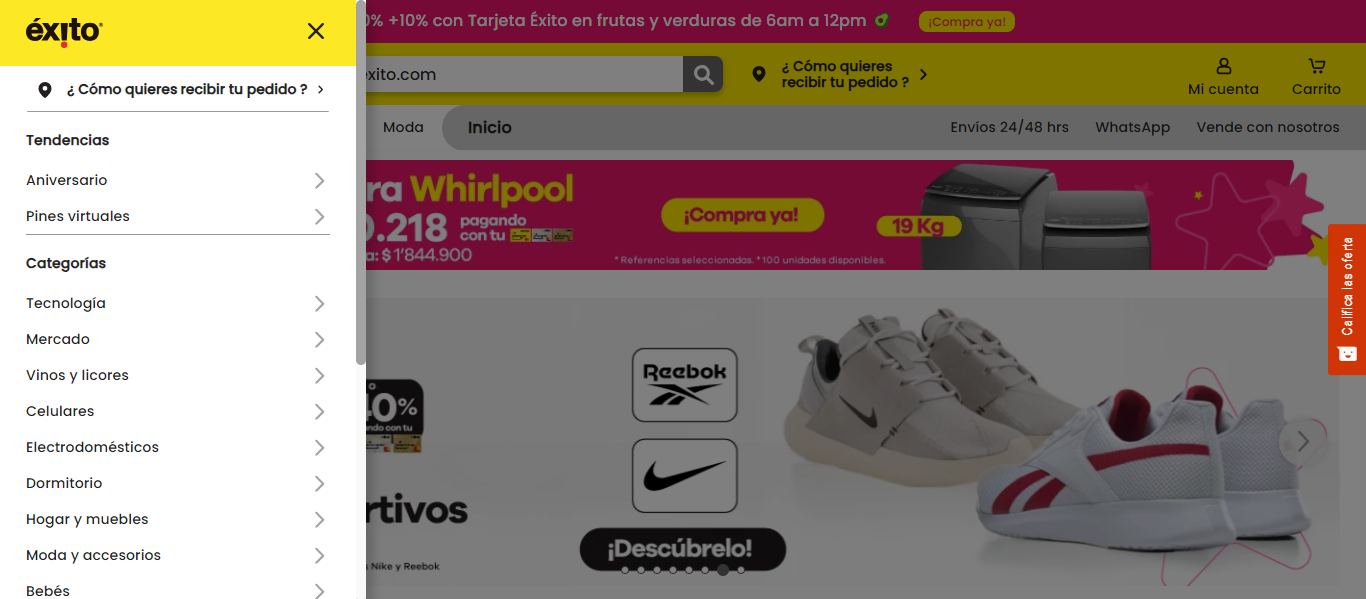 éxito
¿ Cómo quieres recibir tu pedido ?
Tendencias
Aniversario
Pines virtuales
Categorías
Tecnología
Mercado
Vinos y licores
Celulares
Electrodomésticos
Dormitorio
Hogar y muebles
Moda y accesorios
Bebés
0% +10% con Tarjeta Éxito en frutas y verduras de 6am a 12pm
¡Compra ya!
exito.com
¿ Cómo quieres
recibir tu pedido ?
Mi cuenta
Carrito
Moda
Inicio
Envíos 24/48 hrs
WhatsApp
Vende con nosotros
ra Whirlpool
0.218 pagando
con tu
a: $ 1'844.900
¡Compra ya!
19 Kg
* Referencias seleccionadas. *100 unidades disponibles.
Califica las oferta
40%
ndo con tu
Reebok
rtivos
¡Descúbrelo!
s Nike y Reebok